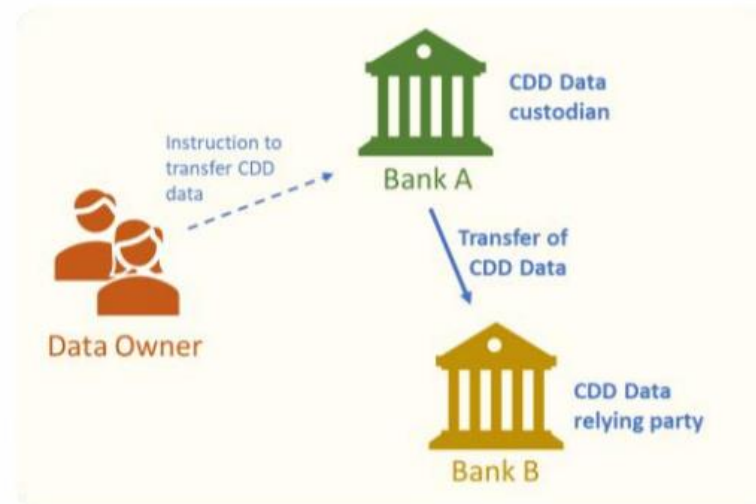 CDD Data
custodian
Instruction to
transfer CDD
data
Bank A
Transfer of
CDD Data
Data Owner
CDD Data
relying party
Bank B